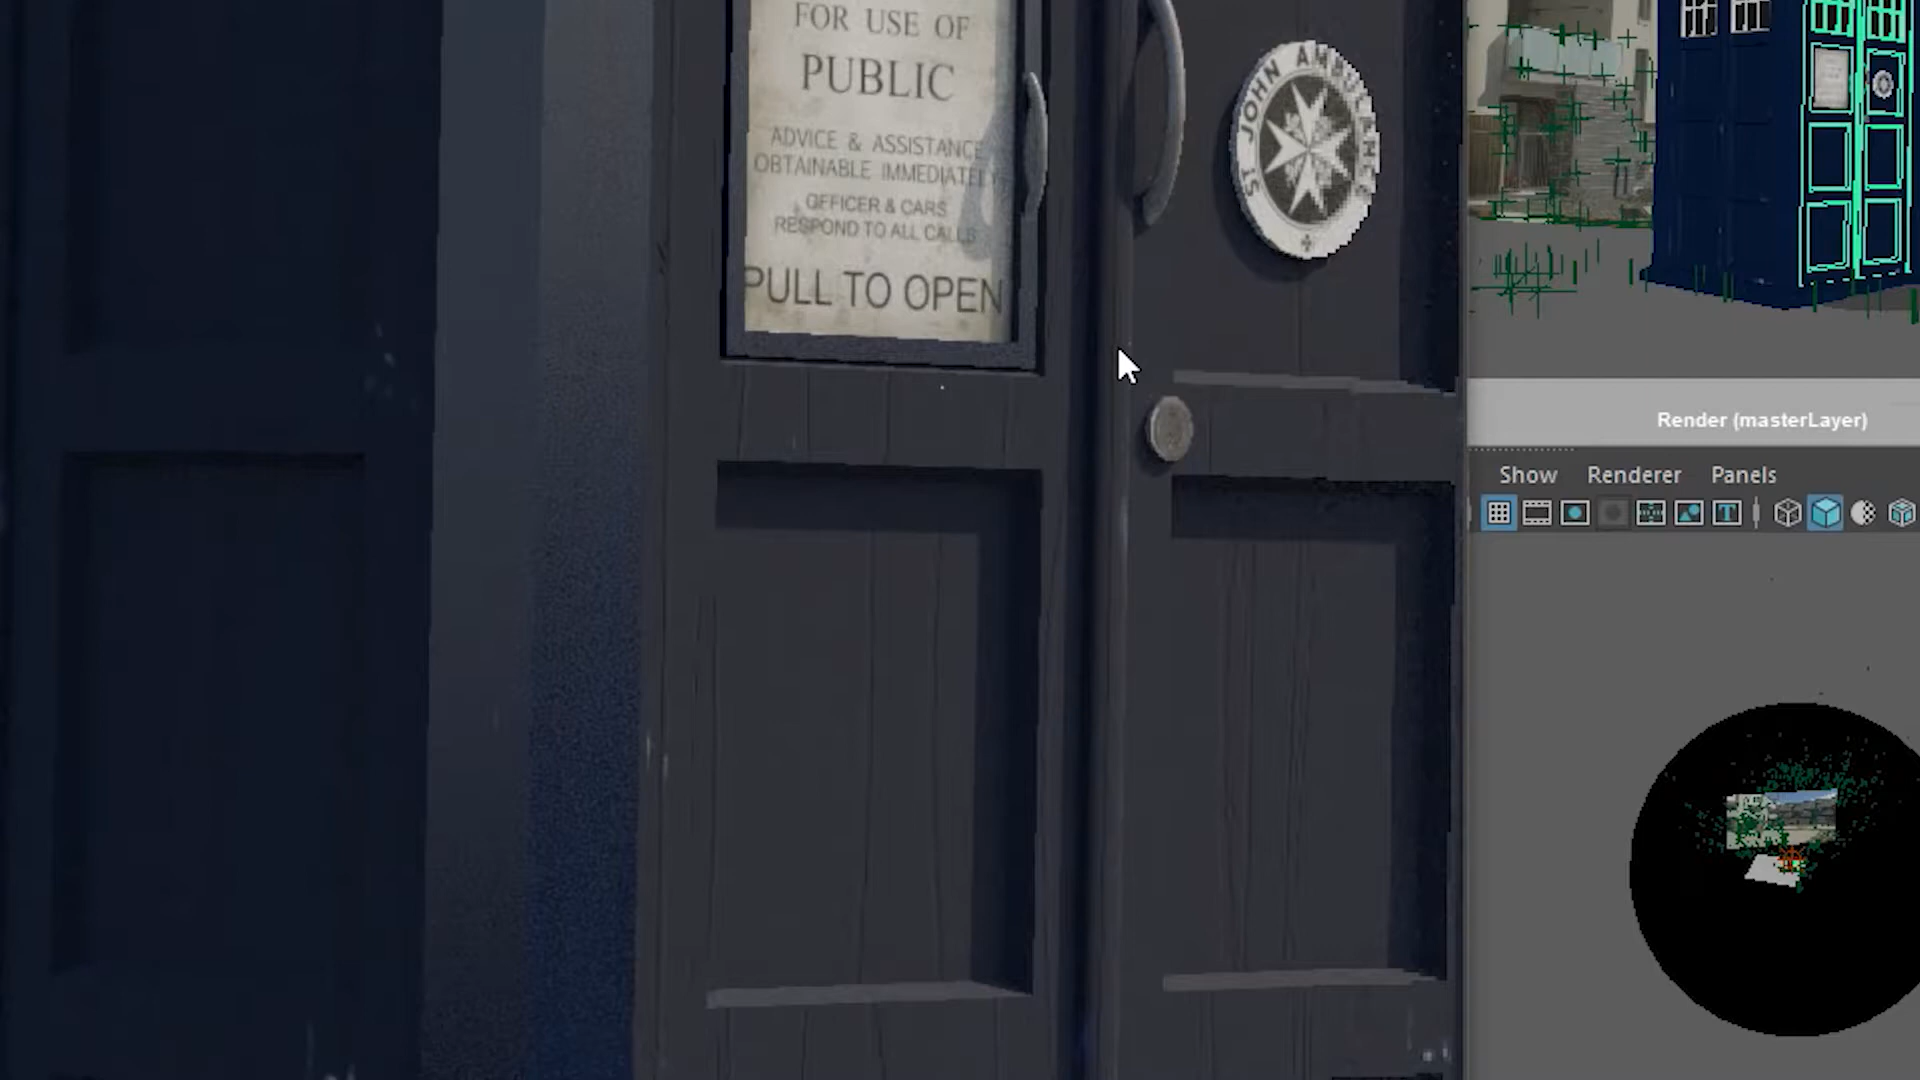 FOR USE OF
PUBLIC
ADVICE & ASSISTANCE
OBTAINABLE IMMEDIATELY
OFFICER & CARS
RESPOND TO ALL CALLS
PULL TO OPEN
ST JOHN AMBULANCE
Render (masterLayer)
Show Renderer Panels
T